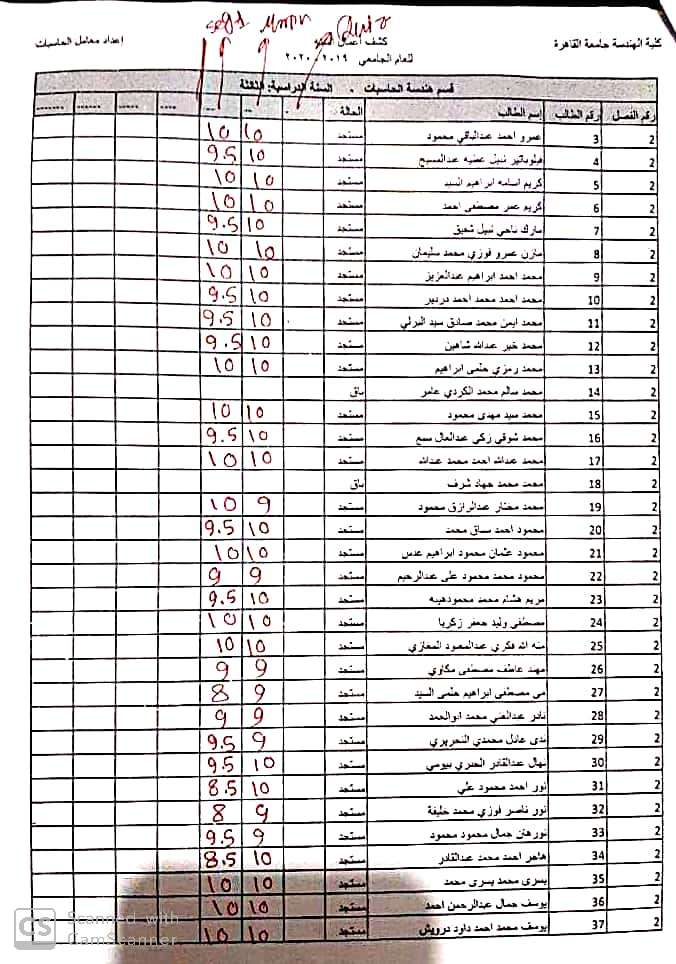 كلية الهندسة جامعة القاهرة كشف أعمال إعداد معامل الحاسبات
للعام الجامعي ٢٠١٩ ٢٠٢٠
قسم هندسة الحاسبات . السنة الدراسية: الثالثة
رقم الفصل رقم الطالب إسم الطالب الحالة
2 3 عمرو احمد عبدالباقي محمود مستجد 10 10
2 4 فيلوباتير نبيل عطيه عبدالمسيح مستجد 10 9.5
2 5 كريم اسامه ابراهيم السيد مستجد 10 10
2 6 كريم عمر مصطفى احمد مستجد 10 10
2 7 مارك ناجي نبيل شفيق مستجد 10 9.5
2 8 مازن عمرو فوزي محمد سليمان مستجد 10 10
2 9 محمد احمد ابراهيم عبدالعزيز مستجد 10 10
2 10 محمد احمد محمد احمد دردير مستجد 10 9.5
2 11 محمد ايمن محمد صادق سيد مستجد 10 9.5
2 12 محمد خير عبدالله شاهين مستجد 10 9.5
2 13 محمد رمزي حلمى ابراهيم مستجد 10 10
2 14 محمد سالم محمد الكردي عامر باق
2 15 محمد سيد مهدى محمود مستجد 10 10
2 16 محمد شوقي زكى عبدالعال سبع مستجد 10 9.5
2 17 محمد عبدالله احمد محمد عبدالله مستجد 10 10
2 18 محمد محمد جهاد شرف باق
2 19 محمد مختار عبدالرازق محمود مستجد 9 10
2 20 محمود احمد محمد مستجد 10 9.5
2 21 محمود عثمان محمود ابراهيم عدس مستجد 10 10
2 22 محمود محمد محمود على عبدالرحيم مستجد 9 9
2 23 مريم هشام محمد محمودهيبه مستجد 10 9.5
2 24 مصطفى وليد جعفر زكريا مستجد 10 10
2 25 منه الله فكري عبدالمعبود المغازي مستجد 10 10
2 26 مهند عاطف مصطفى مكاوي مستجد 9 9
2 27 مى مصطفى ابراهيم حلمى السيد مستجد 9 8
2 28 نادر عبدالغني محمد ابوالحمد مستجد 9 9
2 29 ندى عادل محمدي التحريري مستجد 9 9.5
2 30 نهال عبدالقادر بيومي مستجد 10 9.5
2 31 نور احمد محمود علي مستجد 10 8.5
2 32 نور ناصر فوزي محمد خليفة مستجد 9 8
2 33 نورهان جمال محمود محمود مستجد 9 9.5
2 34 هاجر احمد محمد عبدالقادر مستجد 10 8.5
2 35 يسرى محمد يسرى محمد مستجد 10 10
2 36 يوسف جمال عبدالرحمن احمد مستجد 10 10
2 37 يوسف محمد احمد داود درويش مستجد 10 10
CS Scanned with
CamScanner